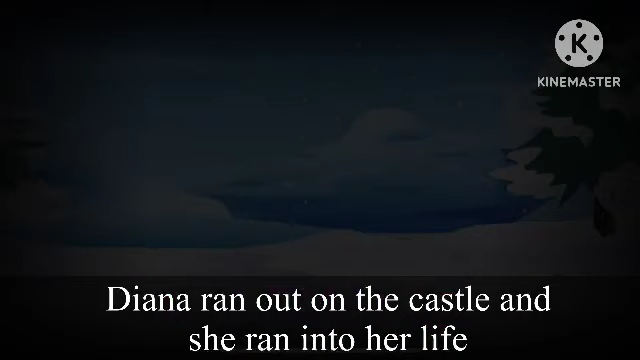 K
KINEMASTER
Diana ran out on the castle and
she ran into her life